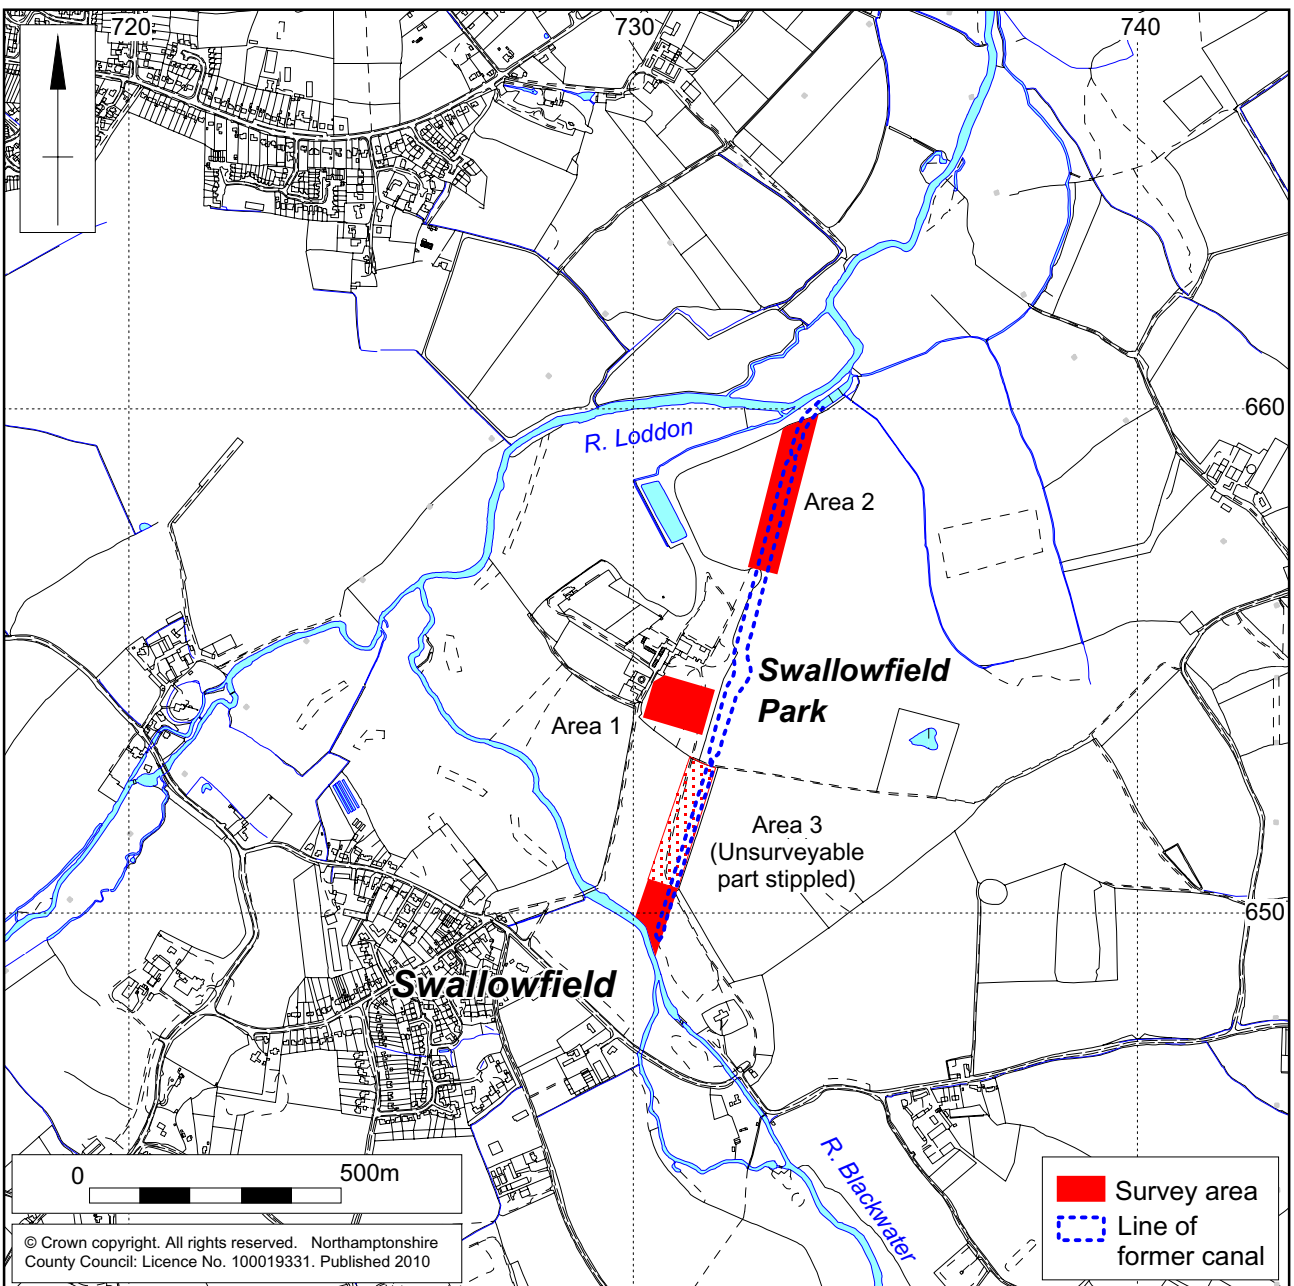 720
730
740
660
R. Loddon
Area 2
Swallowfield
Park
Area 1
Area 3
(Unsurveyable
part stippled)
650
Swallowfield
R. Blackwater
0
500m
Survey area
Line of
former canal
© Crown copyright. All rights reserved. Northamptonshire
County Council: Licence No. 100019331. Published 2010